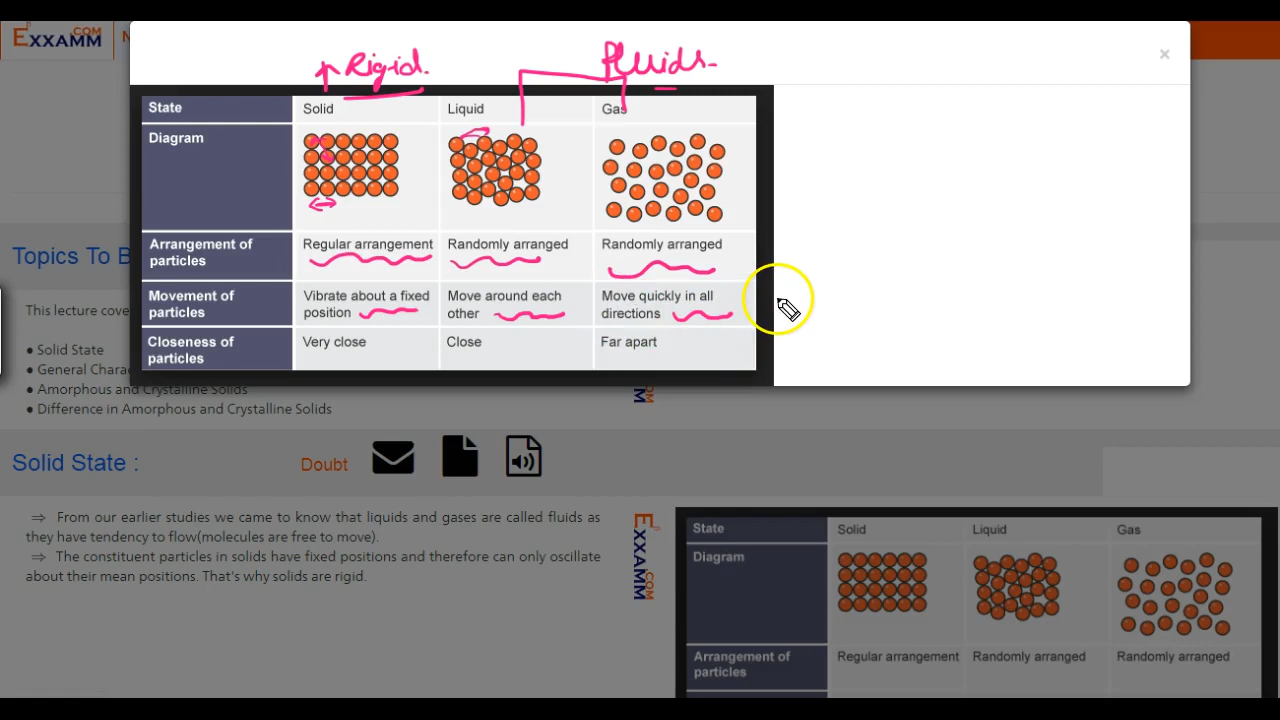 EXXAMM .COM
N
×
Rigid.
fluids
State Solid Liquid Gas
Diagram
Arrangement of particles Regular arrangement Randomly arranged Randomly arranged
Movement of particles Vibrate about a fixed position Move around each other Move quickly in all directions
Closeness of particles Very close Close Far apart
Topics To B
This lecture cove
● Solid State
● General Chara
● Amorphous and Crystalline Solids
● Difference in Amorphous and Crystalline Solids
M
Solid State :
Doubt
⇒ From our earlier studies we came to know that liquids and gases are called fluids as
they have tendency to flow(molecules are free to move).
⇒ The constituent particles in solids have fixed positions and therefore can only oscillate
about their mean positions. That's why solids are rigid.
EXXAMM .COM
State Solid Liquid Gas
Diagram
Arrangement of particles Regular arrangement Randomly arranged Randomly arranged